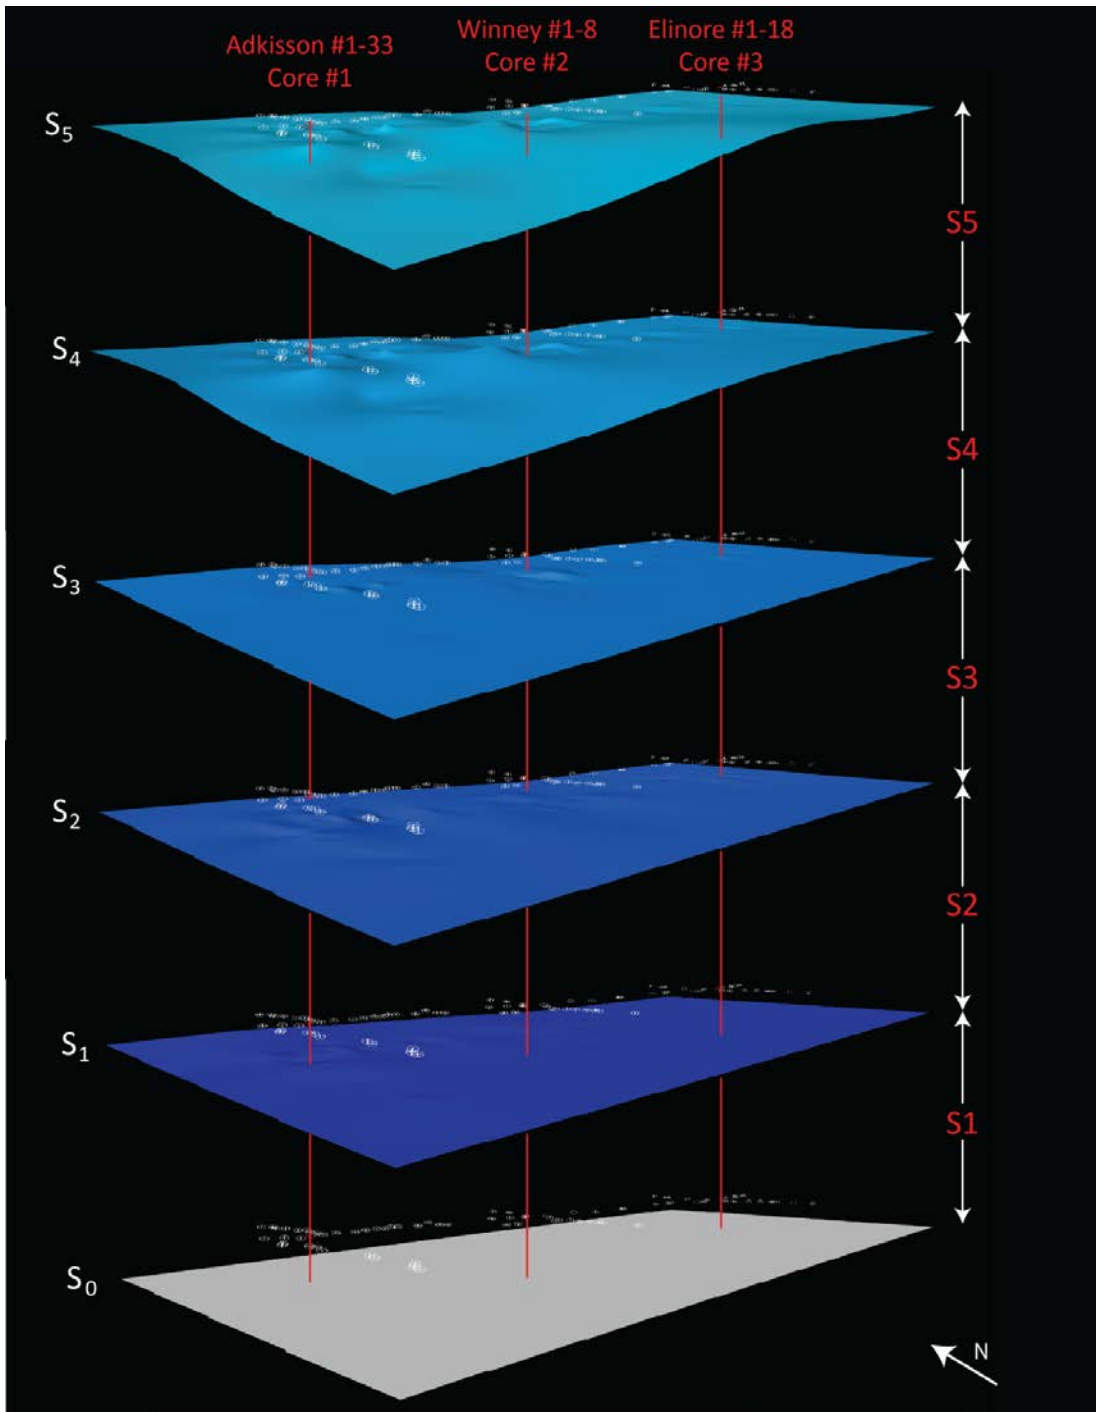 Adkisson #1-33
Core #1
Winney #1-8
Core #2
Elinore #1-18
Core #3
S5
S5
S4
S4
S3
S3
S2
S2
S1
S1
S0
N